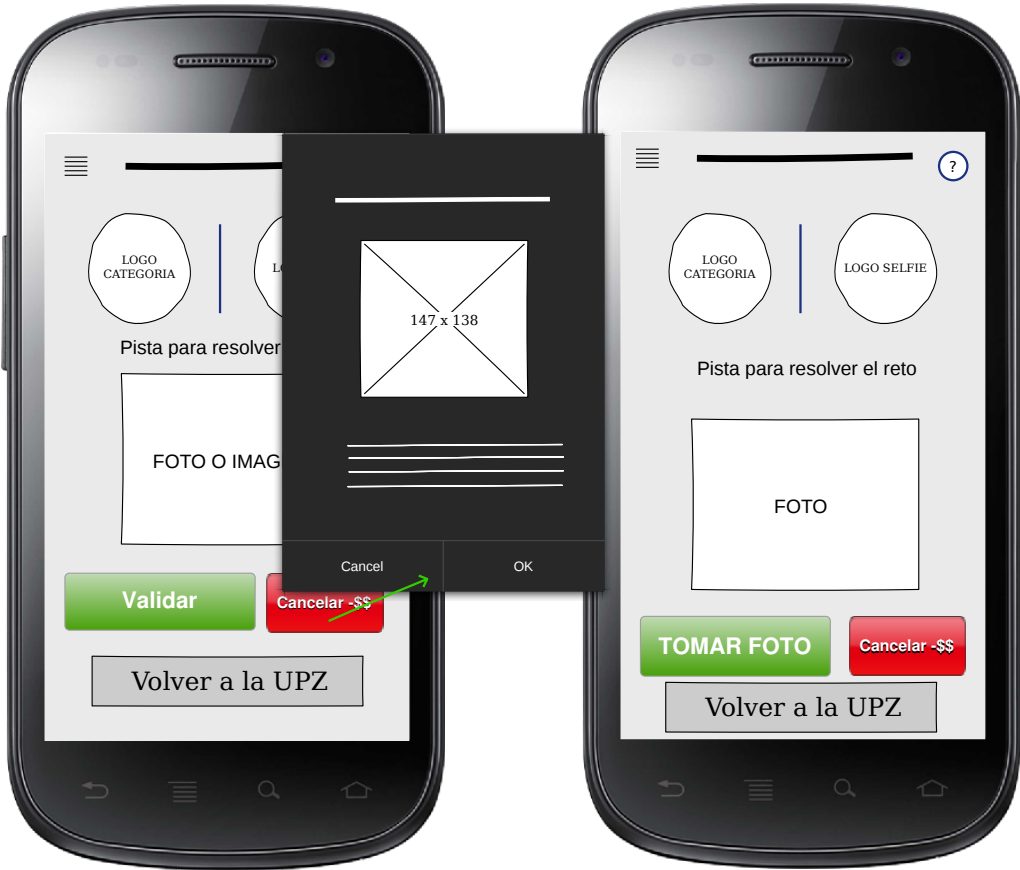 LOGO
CATEGORIA
Pista para resolver
FOTO O IMAG
Validar
Cancelar -$$
Volver a la UPZ
147 x 138
Cancel
OK
?
LOGO
CATEGORIA
LOGO SELFIE
Pista para resolver el reto
FOTO
TOMAR FOTO
Cancelar -$$
Volver a la UPZ